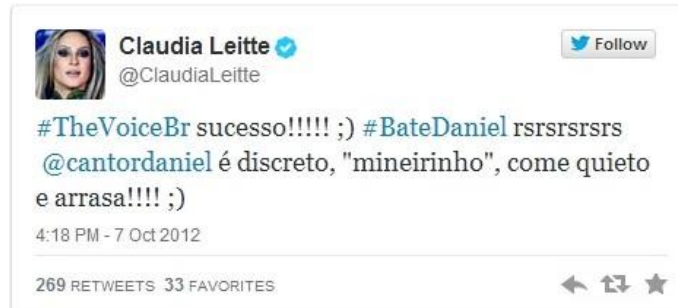 Claudia Leitte
Follow
@ClaudiaLeitte
#TheVoiceBr sucesso!!!!! ;) #BateDaniel rsrsrsrsrs
@cantordaniel é discreto, "mineirinho", come quieto
e arrasa!!!! ;)
4:18 PM - 7 Oct 2012
269 RETWEETS 33 FAVORITES